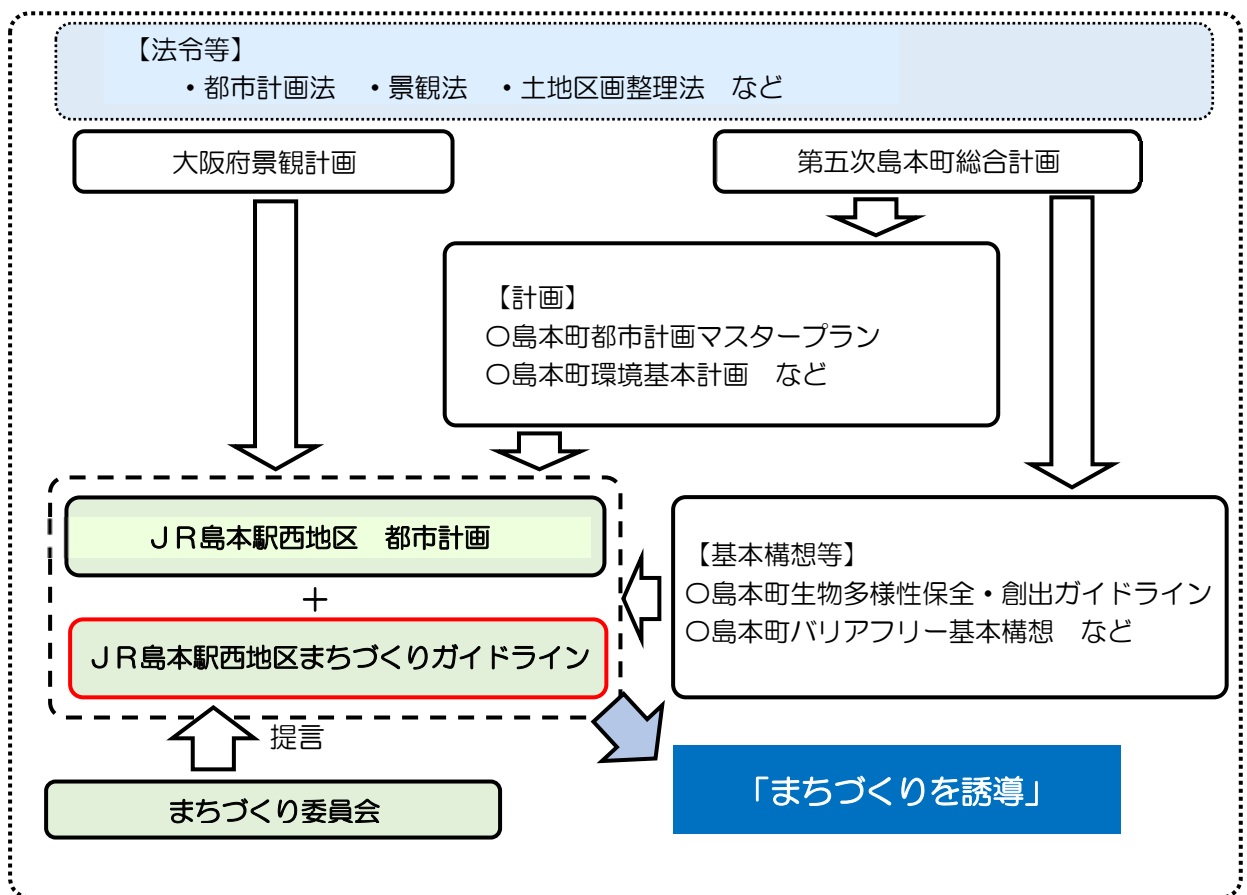 【法令等】
・都市計画法　・景観法　・土地区画整理法　など
大阪府景観計画
第五次島本町総合計画
【計画】
〇島本町都市計画マスタープラン
〇島本町環境基本計画　など
ＪＲ島本駅西地区　都市計画
＋
ＪＲ島本駅西地区まちづくりガイドライン
【基本構想等】
〇島本町生物多様性保全・創出ガイドライン
〇島本町バリアフリー基本構想　など
提言
まちづくり委員会
「まちづくりを誘導」